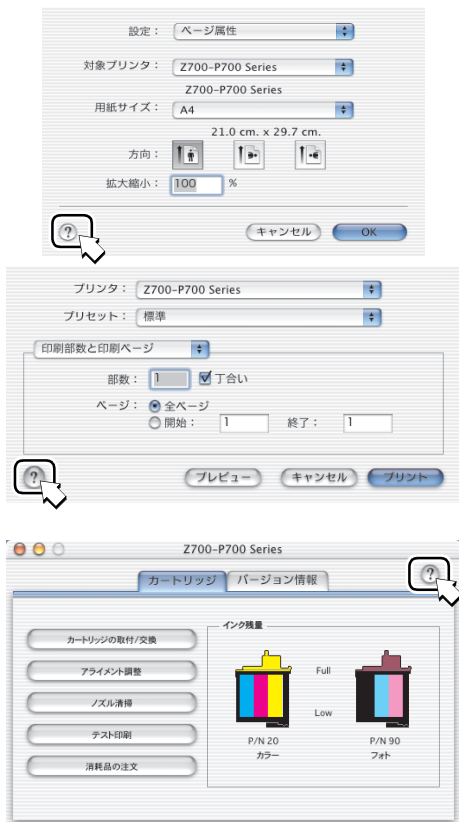 設定： ページ属性
対象プリンタ： Z700-P700 Series
Z700-P700 Series
用紙サイズ： A4
21.0 cm. x 29.7 cm.
方向：
拡大縮小： 100 %
? キャンセル OK
プリンタ： Z700-P700 Series
プリセット： 標準
印刷部数と印刷ページ
部数： 1 丁合い
ページ： 全ページ
開始： 1 終了： 1
? プレビュー キャンセル プリント
Z700-P700 Series
カートリッジ バージョン情報 ?
インク残量
カートリッジの取付/交換
アライメント調整
ノズル清掃
テスト印刷
消耗品の注文
Full
Low
P/N 20 P/N 90
カラー フォト